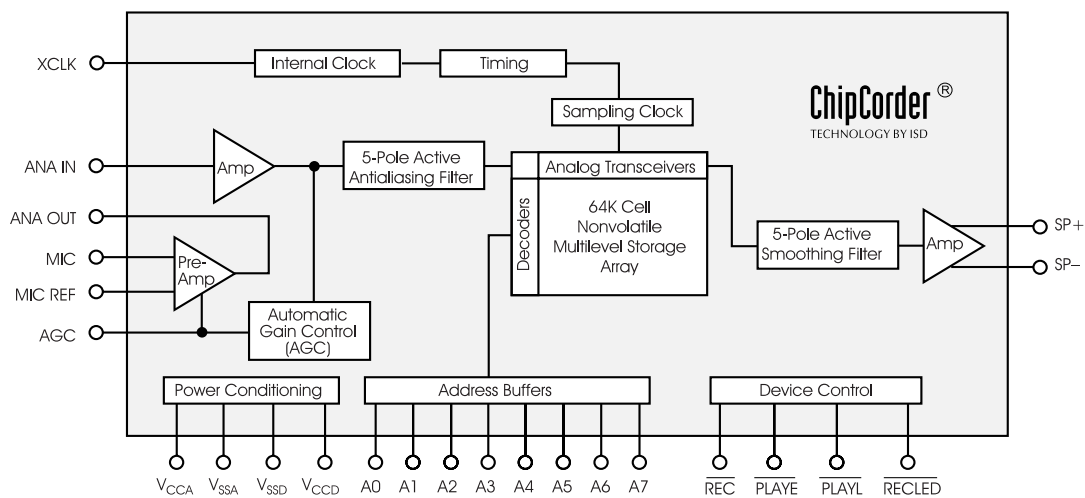 XCLK
Internal Clock
Timing
Sampling Clock
ChipCorder ®
TECHNOLOGY BY ISD
ANA IN
Amp
5-Pole Active
Antialiasing Filter
Analog Transceivers
Decoders
64K Cell
Nonvolatile
Multilevel Storage
Array
5-Pole Active
Smoothing Filter
Amp
SP+
SP–
ANA OUT
MIC
MIC REF
AGC
Pre-
Amp
Automatic
Gain Control
(AGC)
Power Conditioning
Address Buffers
Device Control
VCCA VSSA VSSD VCCD A0 A1 A2 A3 A4 A5 A6 A7 REC PLAYE PLAYL RECLED